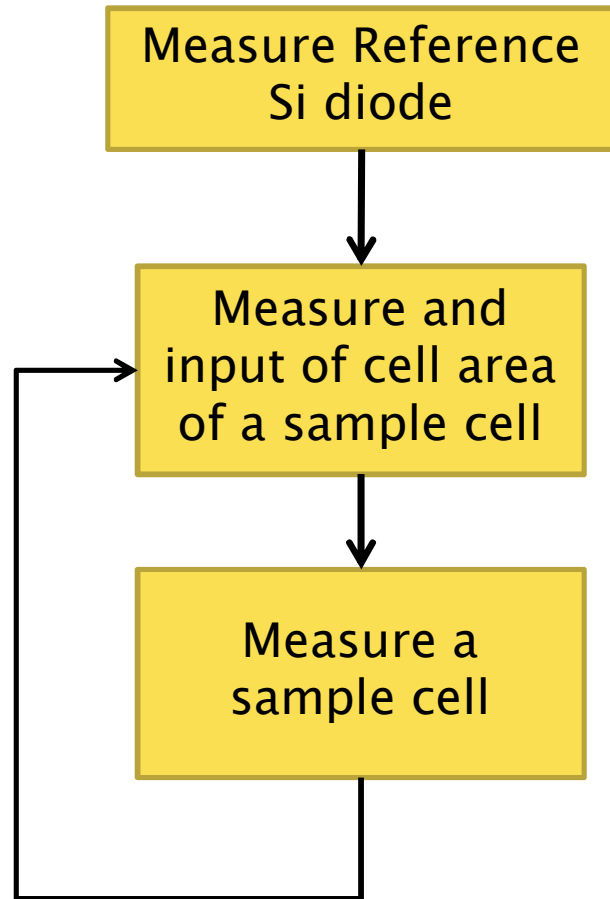 Measure Reference
Si diode
Measure and
input of cell area
of a sample cell
Measure a
sample cell